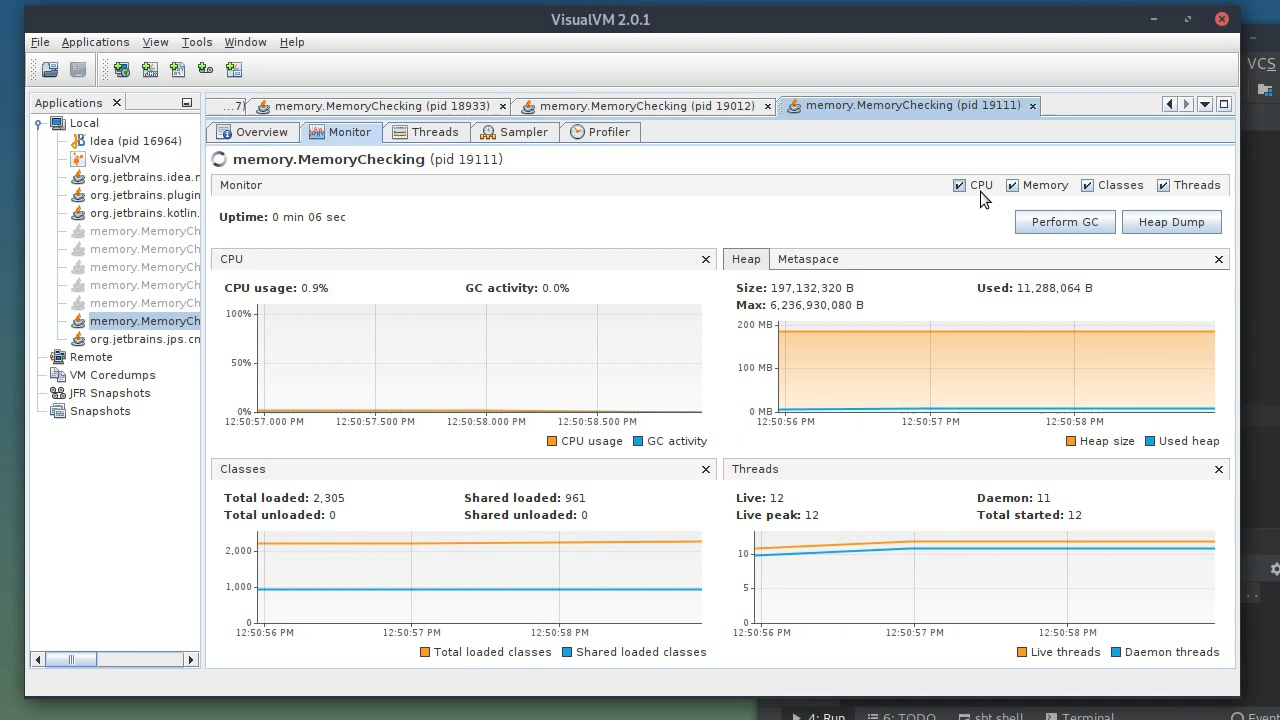 VisualVM 2.0.1
File Applications View Tools Window Help
VCS
Applications
...7) memory.MemoryChecking (pid 18933) memory.MemoryChecking (pid 19012) memory.MemoryChecking (pid 19111)
Local
Idea (pid 16964)
VisualVM
org.jetbrains.idea.r
org.jetbrains.plugin
org.jetbrains.kotlin.
memory.MemoryCh
memory.MemoryCh
memory.MemoryCh
memory.MemoryCh
memory.MemoryCh
memory.MemoryCh
org.jetbrains.jps.cn
Remote
VM Coredumps
JFR Snapshots
Snapshots
Overview Monitor Threads Sampler Profiler
memory.MemoryChecking (pid 19111)
Monitor CPU Memory Classes Threads
Uptime: 0 min 06 sec
Perform GC Heap Dump
CPU
CPU usage: 0.9% GC activity: 0.0%
100%
50%
0%
12:50:57.000 PM 12:50:57.500 PM 12:50:58.000 PM 12:50:58.500 PM
CPU usage GC activity
Heap Metaspace
Size: 197,132,320 B Used: 11,288,064 B
Max: 6,236,930,080 B
200 MB
100 MB
0 MB
12:50:56 PM 12:50:57 PM 12:50:58 PM
Heap size Used heap
Classes
Total loaded: 2,305 Shared loaded: 961
Total unloaded: 0 Shared unloaded: 0
2,000
1,000
0
12:50:56 PM 12:50:57 PM 12:50:58 PM
Total loaded classes Shared loaded classes
Threads
Live: 12 Daemon: 11
Live peak: 12 Total started: 12
10
5
0
12:50:56 PM 12:50:57 PM 12:50:58 PM
Live threads Daemon threads
4: Run 6: TODO sbt shell Terminal Event